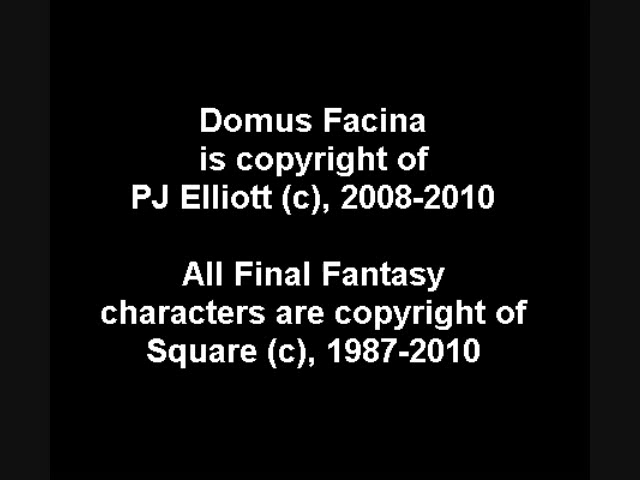 Domus Facina
is copyright of
PJ Elliott (c), 2008-2010
All Final Fantasy
characters are copyright of
Square (c), 1987-2010